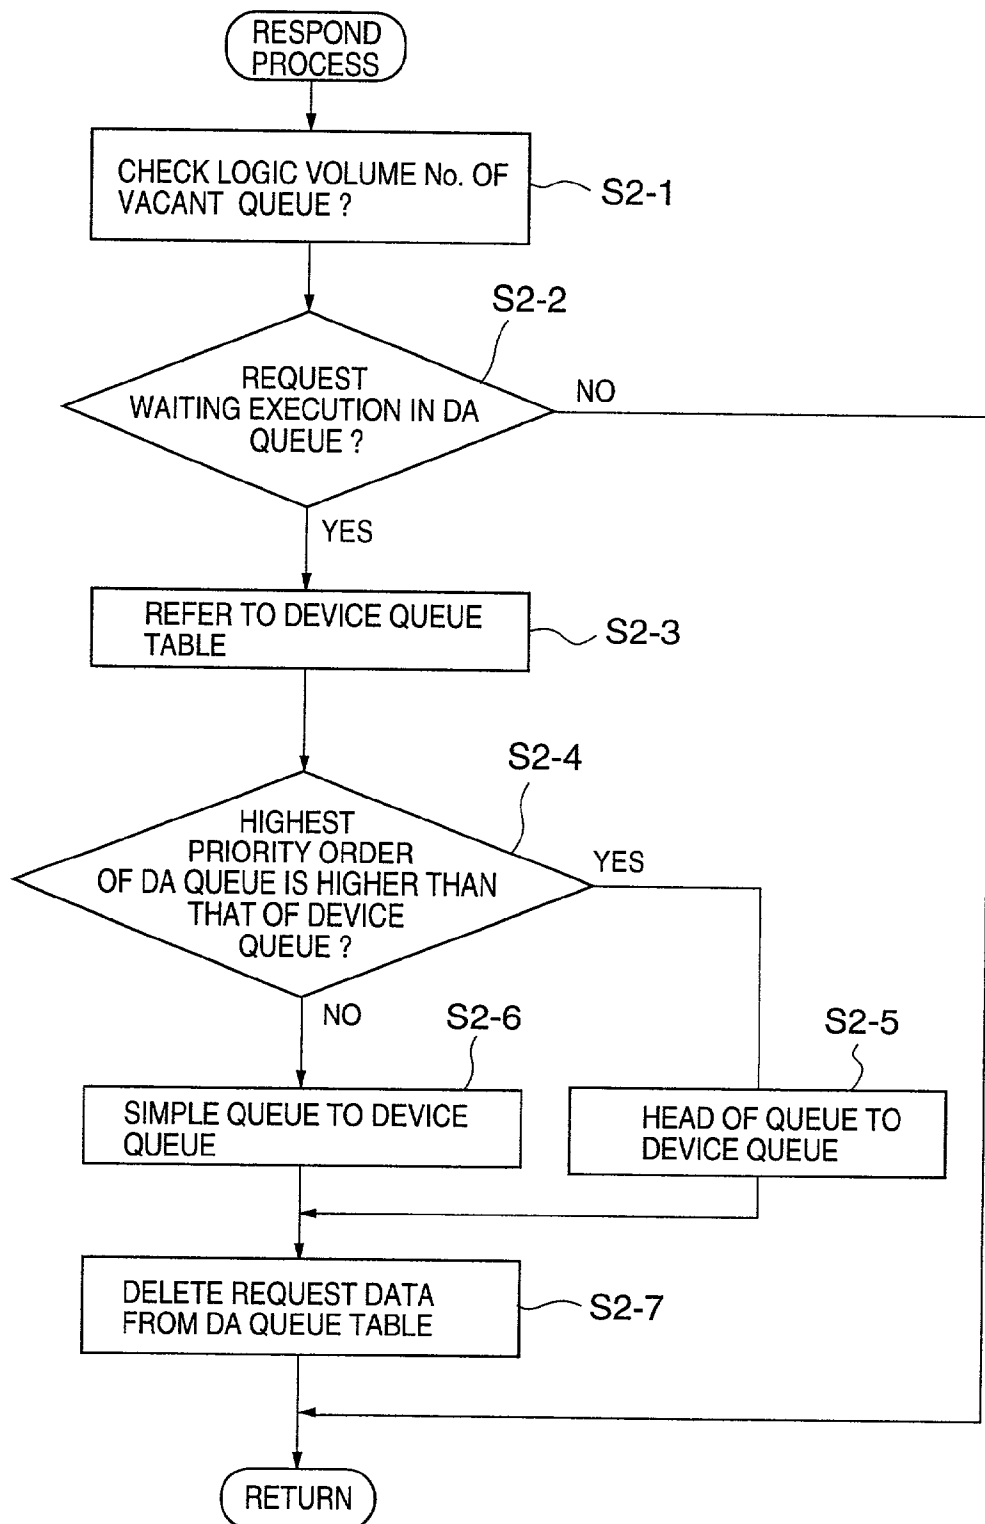 RESPOND
PROCESS
CHECK LOGIC VOLUME No. OF
VACANT QUEUE ?
S2-1
S2-2
REQUEST
WAITING EXECUTION IN DA
QUEUE ?
NO
YES
REFER TO DEVICE QUEUE
TABLE
S2-3
S2-4
HIGHEST
PRIORITY ORDER
OF DA QUEUE IS HIGHER THAN
THAT OF DEVICE
QUEUE ?
YES
NO
S2-6
S2-5
SIMPLE QUEUE TO DEVICE
QUEUE
HEAD OF QUEUE TO
DEVICE QUEUE
DELETE REQUEST DATA
FROM DA QUEUE TABLE
S2-7
RETURN